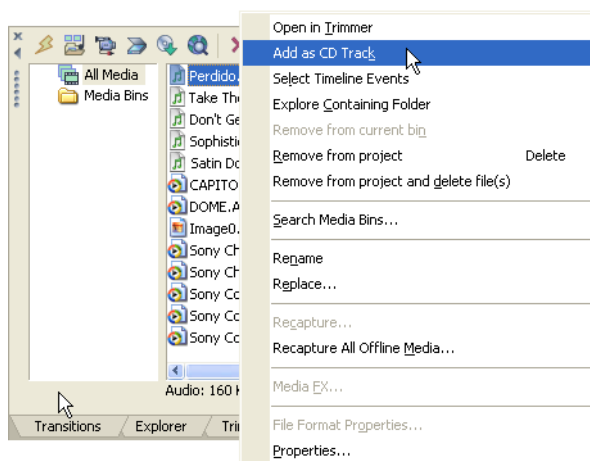 All Media
Media Bins
Perdido.
Take Th
Don't Ge
Sophisti
Satin Do
CAPITO
DOME.A
Image0.
Sony Ch
Sony Ch
Sony Co
Sony Co
Sony Co
Audio: 160 K
Transitions
Explorer
Tri
Open in Trimmer
Add as CD Track
Select Timeline Events
Explore Containing Folder
Remove from current bin
Remove from project Delete
Remove from project and delete file(s)
Search Media Bins...
Rename
Replace...
Recapture...
Recapture All Offline Media...
Media FX...
File Format Properties...
Properties...